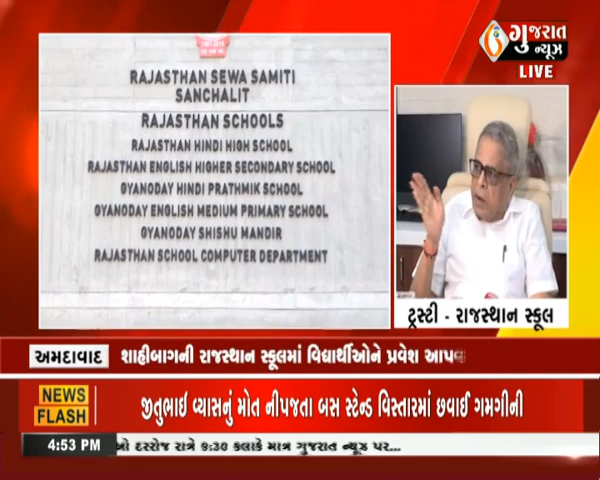 ગુજરાત
ન્યૂઝ
LIVE
RAJASTHAN SEWA SAMITI
SANCHALIT
RAJASTHAN SCHOOLS
RAJASTHAN HINDI HIGH SCHOOL
RAJASTHAN ENGLISH HIGHER SECONDARY SCHOOL
GYANODAY HINDI PRATHMIK SCHOOL
GYANODAY ENGLISH MEDIUM PRIMARY SCHOOL
GYANODAY SHISHU MANDIR
RAJASTHAN SCHOOL COMPUTER DEPARTMENT
ટ્રસ્ટી - રાજસ્થાન સ્કૂલ
અમદાવાદ
શાહીબાગની રાજસ્થાન સ્કૂલમાં વિદ્યાર્થીઓને પ્રવેશ
NEWS FLASH
જીતુભાઇ વ્યાસનું મોત નીપજતા બસ સ્ટેન્ડ વિસ્તારમાં છવાઈ ગમગીની
4:53 PM
દરરોજ રાત્રે ૯:30 કલાકે માત્ર ગુજરાત ન્યૂઝ પર...